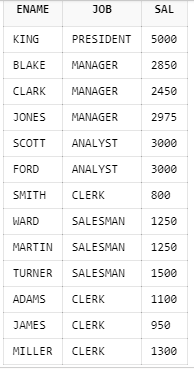 ENAME JOB SAL
KING PRESIDENT 5000
BLAKE MANAGER 2850
CLARK MANAGER 2450
JONES MANAGER 2975
SCOTT ANALYST 3000
FORD ANALYST 3000
SMITH CLERK 800
WARD SALESMAN 1250
MARTIN SALESMAN 1250
TURNER SALESMAN 1500
ADAMS CLERK 1100
JAMES CLERK 950
MILLER CLERK 1300